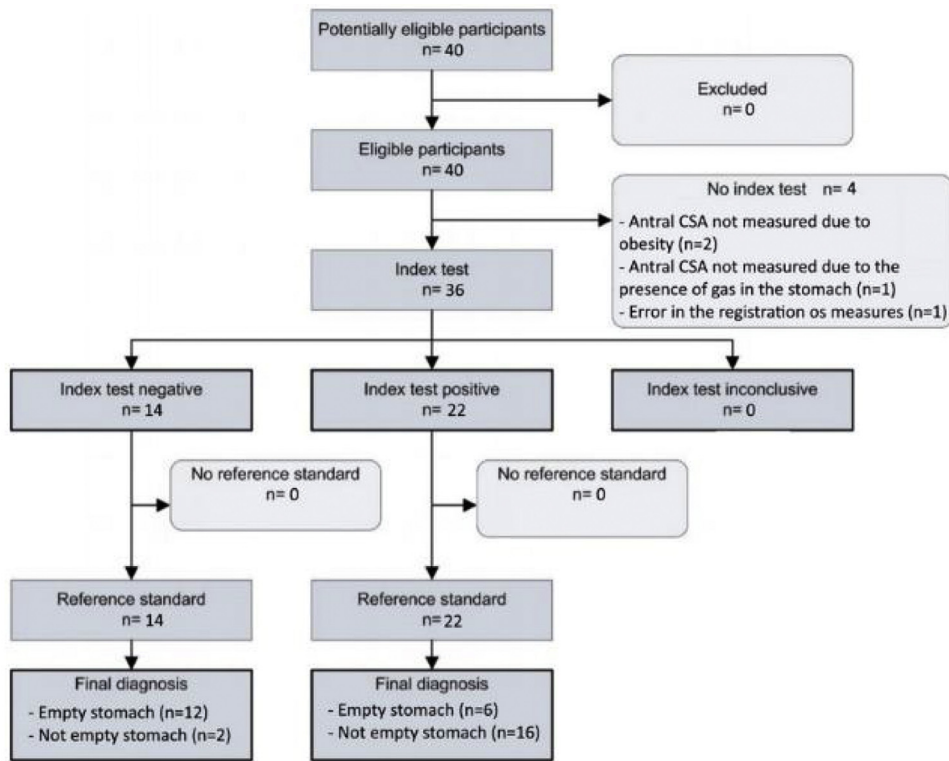 Potentially eligible participants
n= 40
Excluded
n= 0
Eligible participants
n= 40
No index test n= 4
- Antral CSA not measured due to
obesity (n=2)
- Antral CSA not measured due to the
presence of gas in the stomach (n=1)
- Error in the registration os measures (n=1)
Index test
n= 36
Index test negative
n= 14
Index test positive
n= 22
Index test inconclusive
n= 0
No reference standard
n= 0
No reference standard
n= 0
Reference standard
n= 14
Reference standard
n= 22
Final diagnosis
- Empty stomach (n=12)
- Not empty stomach (n=2)
Final diagnosis
- Empty stomach (n=6)
- Not empty stomach (n=16)